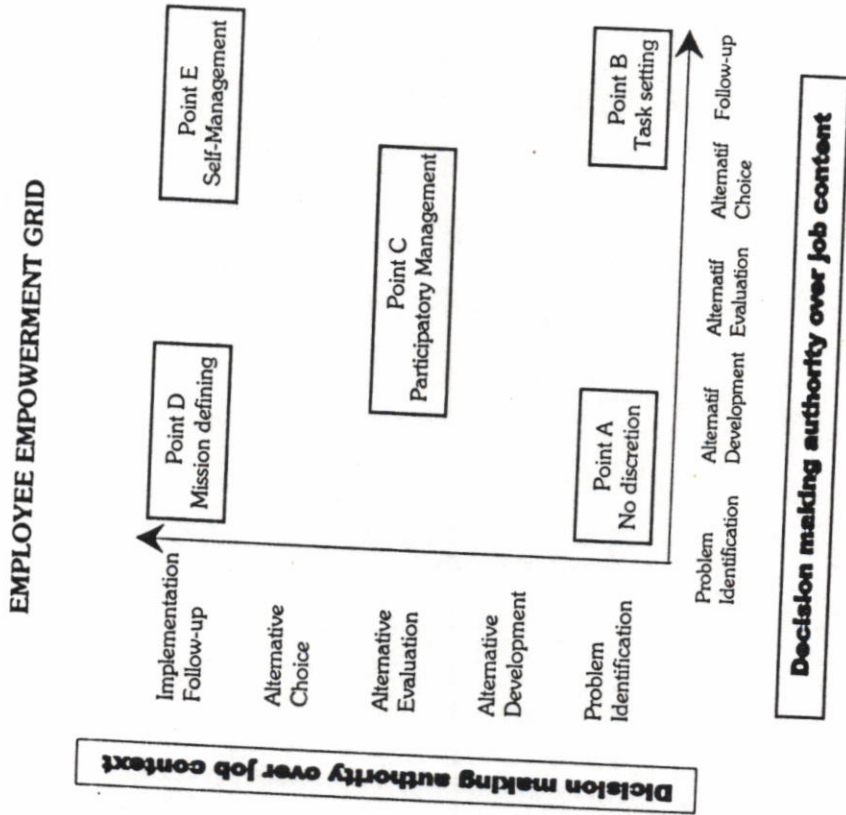 EMPLOYEE EMPOWERMENT GRID
Implementation
Follow-up
Alternative
Choice
Alternative
Evaluation
Alternative
Development
Problem
Identification
Dicision making authority over job context
Point D
Mission defining
Point E
Self-Management
Point C
Participatory Management
Point A
No discretion
Point B
Task setting
Problem
Identification
Alternatif
Development
Alternatif
Evaluation
Alternatif
Choice
Follow-up
Decision making authority over job content